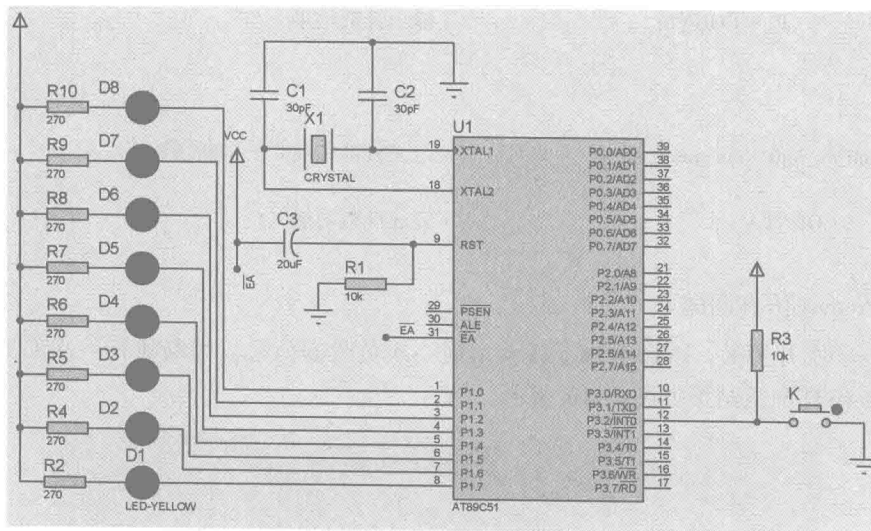 R10 D8
270
R9 D7
270
R8 D6
270
R7 D5
270
R6 D4
270
R5 D3
270
R4 D2
270
R2 D1
270
LED-YELLOW
VCC
C1
30pF
C2
30pF
X1
CRYSTAL
C3
20uF
EA
R1
10k
EA
U1
19 XTAL1
18 XTAL2
9 RST
29 PSEN
30 ALE
31 EA
1 P1.0
2 P1.1
3 P1.2
4 P1.3
5 P1.4
6 P1.5
7 P1.6
8 P1.7
P0.0/AD0 39
P0.1/AD1 38
P0.2/AD2 37
P0.3/AD3 36
P0.4/AD4 35
P0.5/AD5 34
P0.6/AD6 33
P0.7/AD7 32
P2.0/A8 21
P2.1/A9 22
P2.2/A10 23
P2.3/A11 24
P2.4/A12 25
P2.5/A13 26
P2.6/A14 27
P2.7/A15 28
P3.0/RXD 10
P3.1/TXD 11
P3.2/INT0 12
P3.3/INT1 13
P3.4/T0 14
P3.5/T1 15
P3.6/WR 16
P3.7/RD 17
AT89C51
R3
10k
K